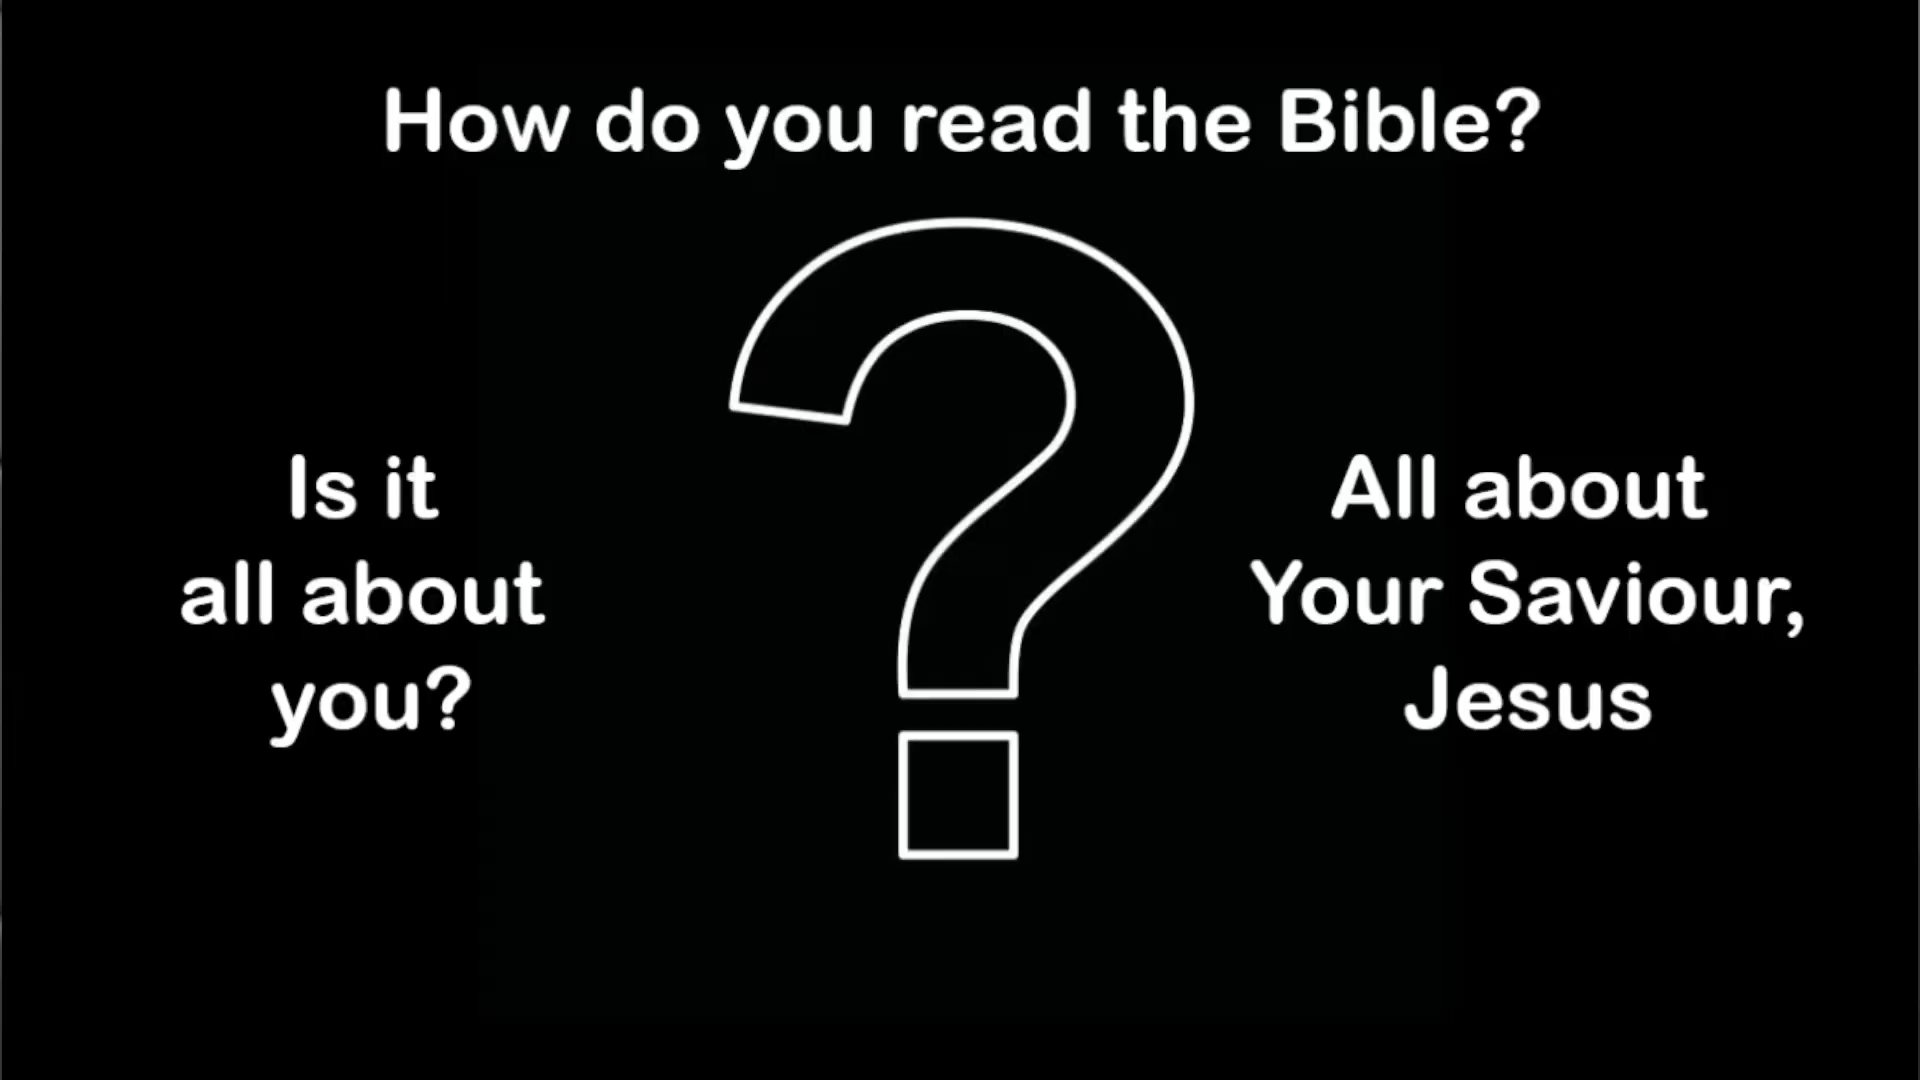 How do you read the Bible?
Is it
all about
you?
All about
Your Saviour,
Jesus